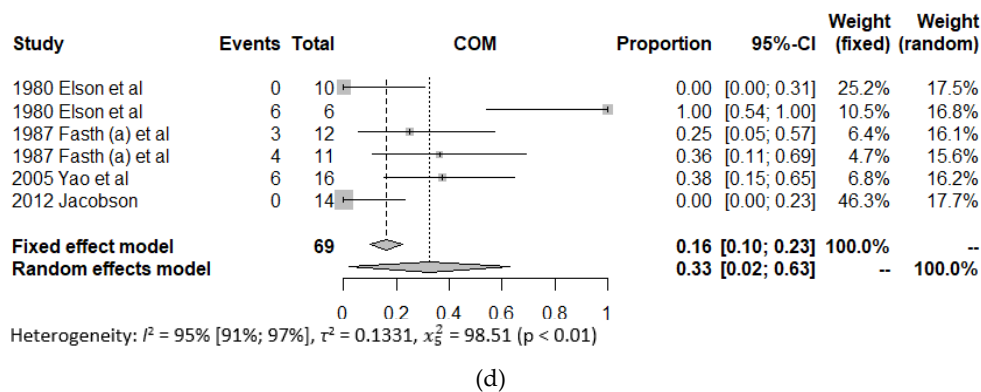 Study Events Total COM Proportion 95%-CI Weight (fixed) Weight (random)
1980 Elson et al 0 10 0.00 [0.00; 0.31] 25.2% 17.5%
1980 Elson et al 6 6 1.00 [0.54; 1.00] 10.5% 16.8%
1987 Fasth (a) et al 3 12 0.25 [0.05; 0.57] 6.4% 16.1%
1987 Fasth (a) et al 4 11 0.36 [0.11; 0.69] 4.7% 15.6%
2005 Yao et al 6 16 0.38 [0.15; 0.65] 6.8% 16.2%
2012 Jacobson 0 14 0.00 [0.00; 0.23] 46.3% 17.7%
Fixed effect model 69 0.16 [0.10; 0.23] 100.0% --
Random effects model 0.33 [0.02; 0.63] -- 100.0%
0 0.2 0.4 0.6 0.8 1
Heterogeneity: I² = 95% [91%; 97%], τ² = 0.1331, x₅² = 98.51 (p < 0.01)
(d)